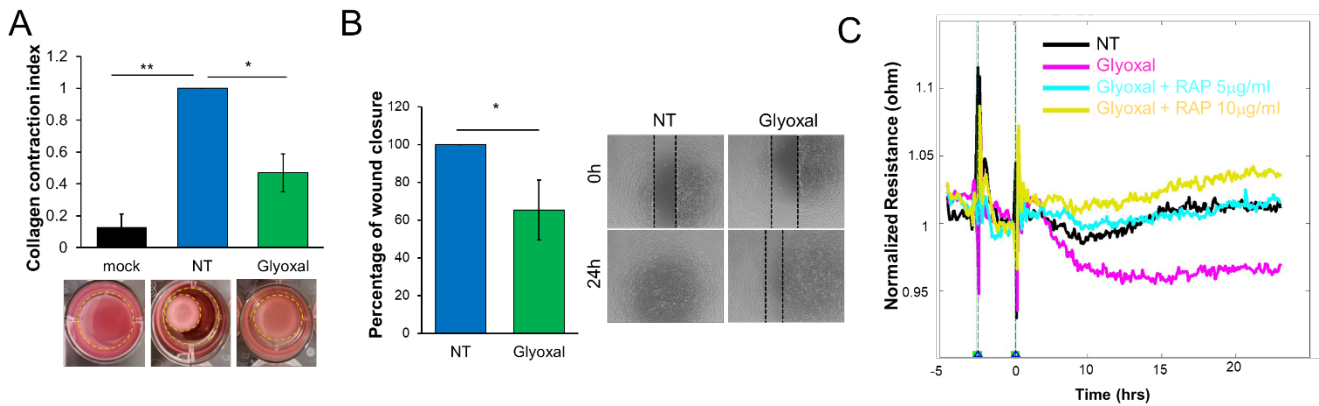 A
Collagen contraction index
1.2
1
0.8
0.6
0.4
0.2
0
**
*
mock
NT
Glyoxal
B
Percentage of wound closure
120
100
80
60
40
20
0
*
NT
Glyoxal
NT
Glyoxal
0h
24h
C
Normalized Resistance (ohm)
1.1
1.05
1
0.95
NT
Glyoxal
Glyoxal + RAP 5μg/ml
Glyoxal + RAP 10μg/ml
-5
0
10
15
20
Time (hrs)